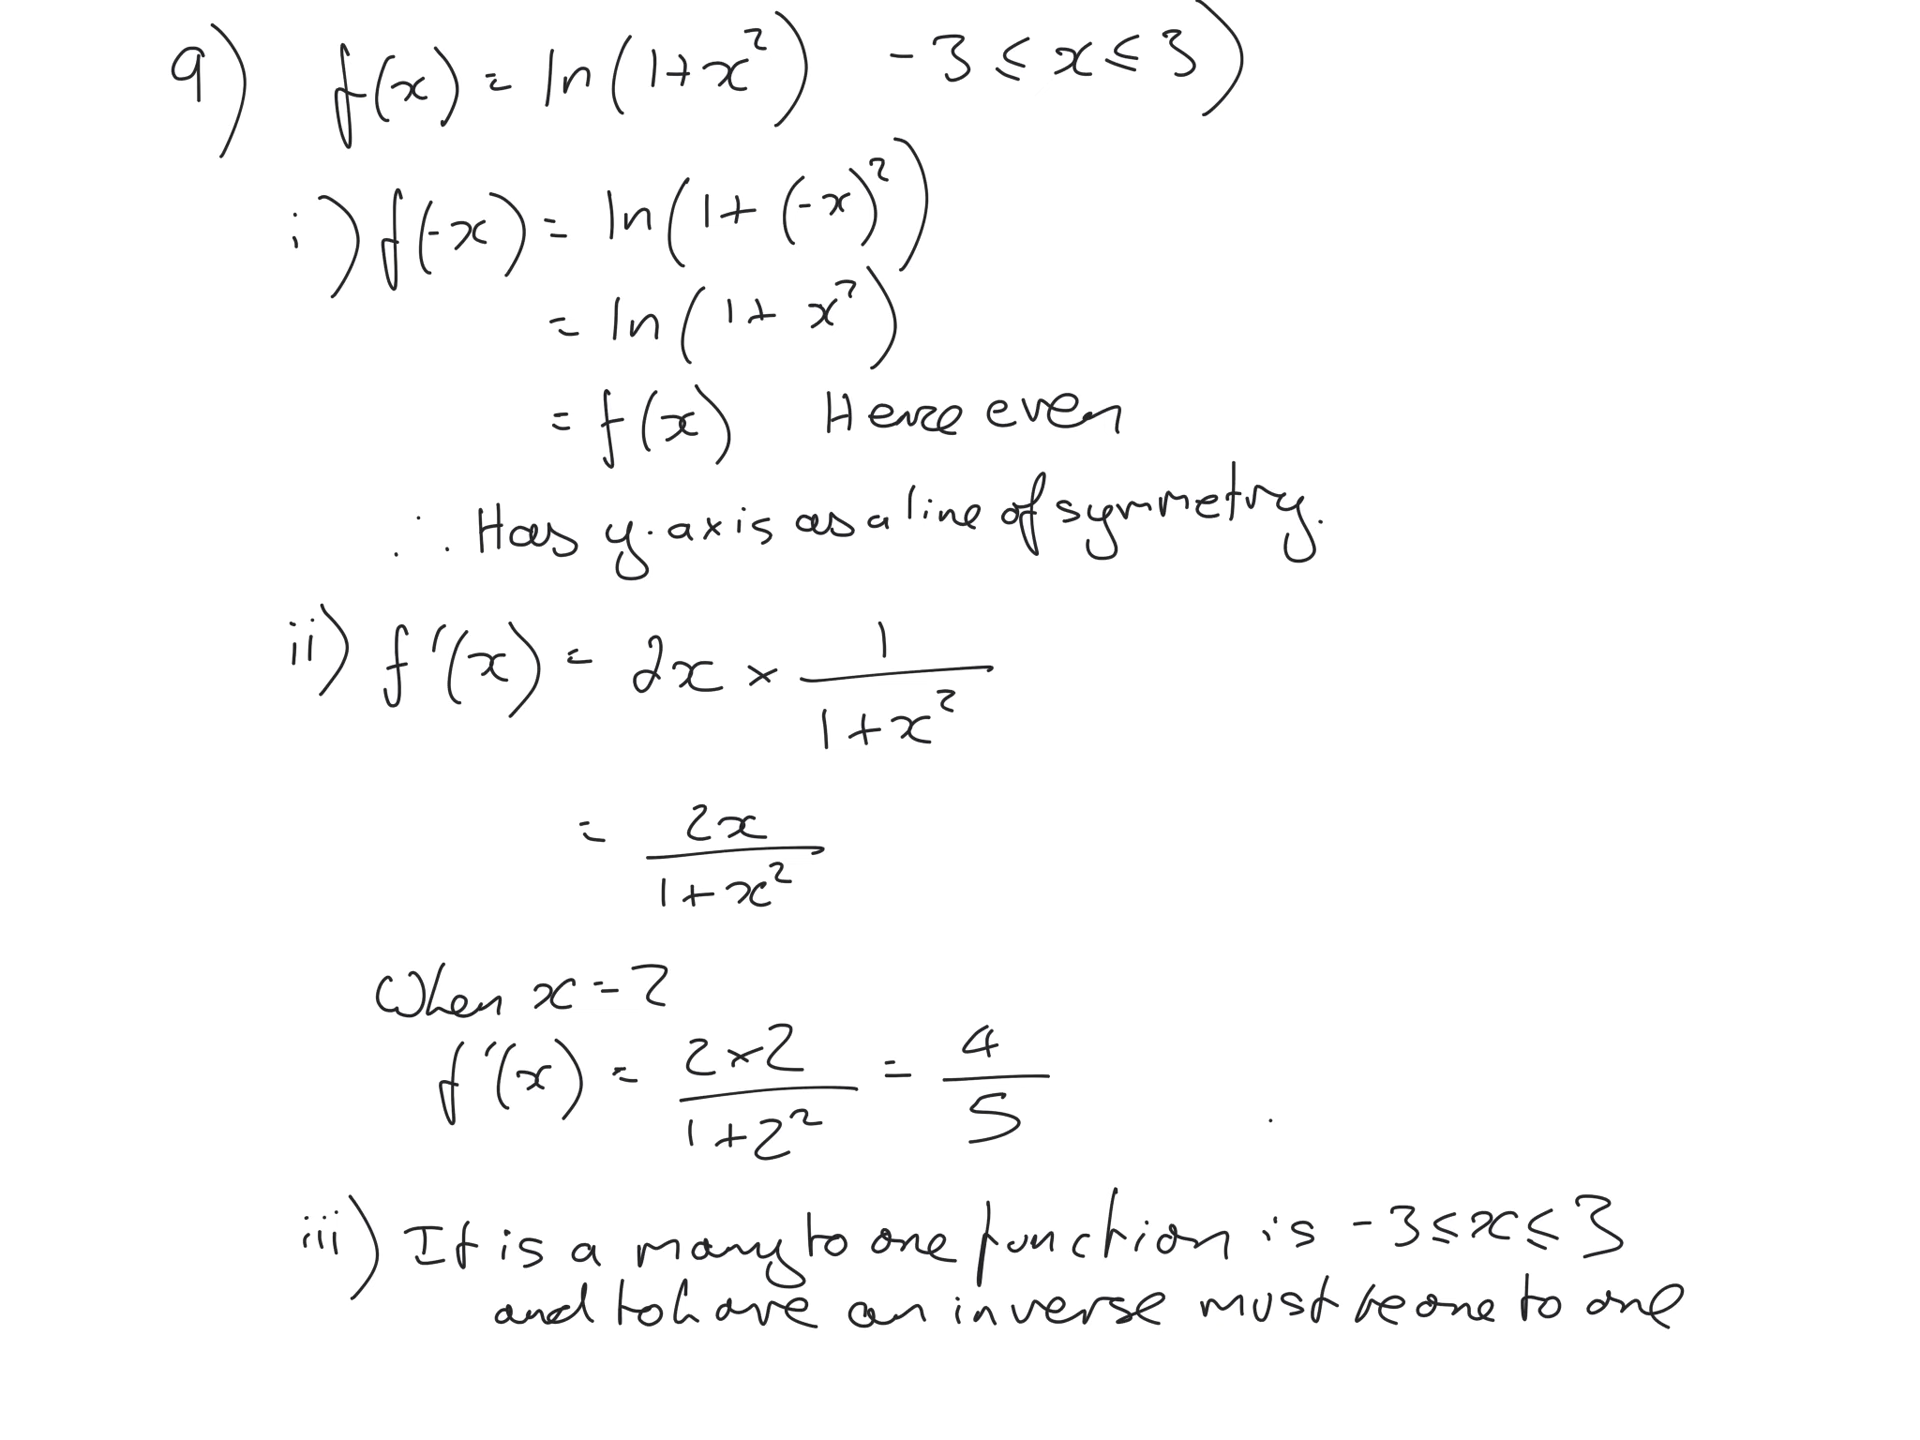 9) f(x) = ln(1+x²) -3 ≤ x ≤ 3)
i) f(-x) = ln(1+(-x)²)
= ln(1+x²)
= f(x) Hence even
∴ Has y-axis as a line of symmetry.
ii) f'(x) = 2x × 1/(1+x²)
= 2x/(1+x²)
When x=2
f'(x) = (2×2)/(1+2²) = 4/5
iii) It is a many to one function is -3≤x≤3
and to have an inverse must be one to one